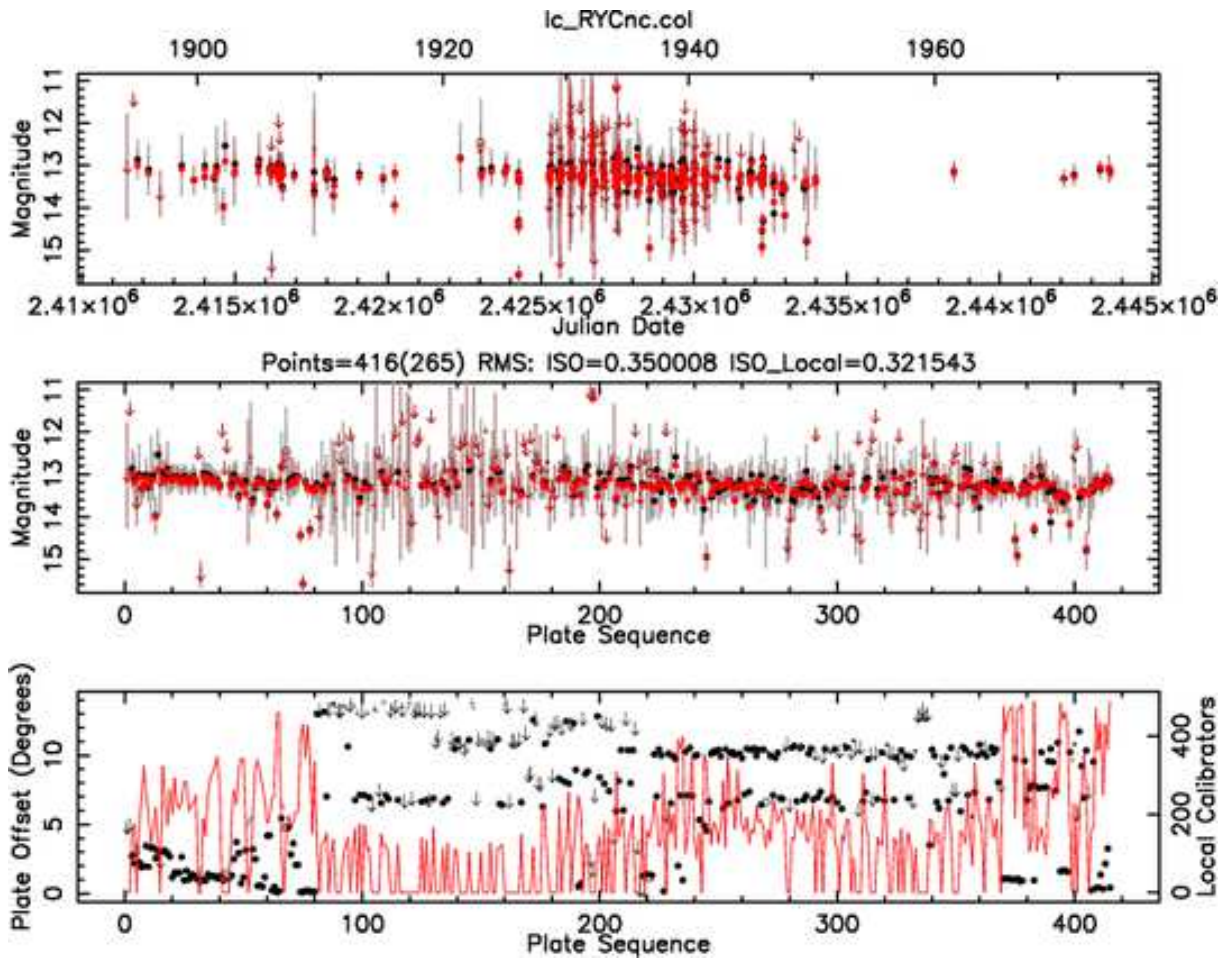 lc_RYCnc.col
1900 1920 1940 1960
11
12
13
14
15
Magnitude
2.41×10⁶ 2.415×10⁶ 2.42×10⁶ 2.425×10⁶ 2.43×10⁶ 2.435×10⁶ 2.44×10⁶ 2.445×10⁶
Julian Date
Points=416(265) RMS: ISO=0.350008 ISO_Local=0.321543
11
12
13
14
15
Magnitude
0 100 200 300 400
Plate Sequence
10
5
0
Plate Offset (Degrees)
400
200
0
Local Calibrators
0 100 200 300 400
Plate Sequence